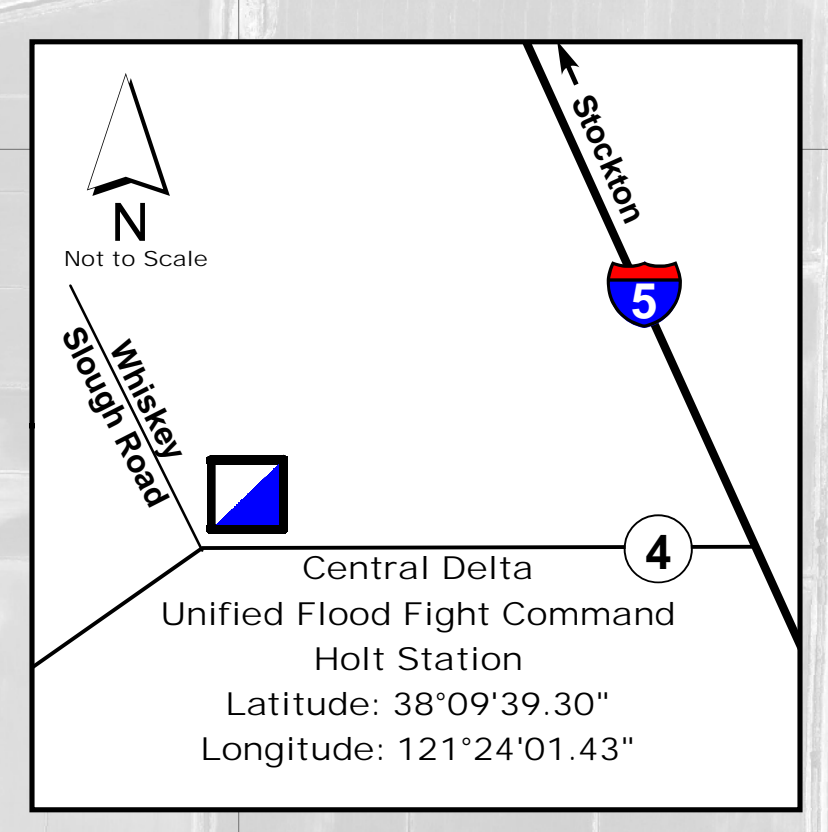 N
Not to Scale
Stockton
5
Whiskey
Slough Road
4
Central Delta
Unified Flood Fight Command
Holt Station
Latitude: 38°09'39.30"
Longitude: 121°24'01.43"